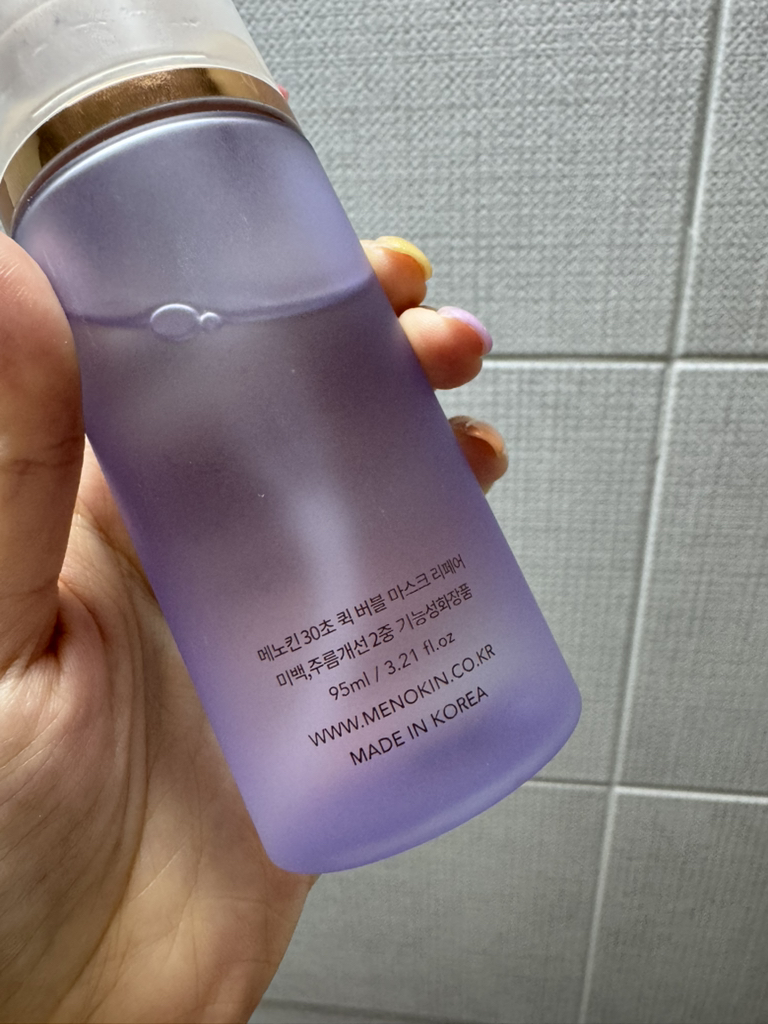 메노킨 30초 퀵 버블 마스크 리페어
미백,주름개선 2중 기능성화장품
95ml / 3.21 fl.oz
WWW.MENOKIN.CO.KR
MADE IN KOREA